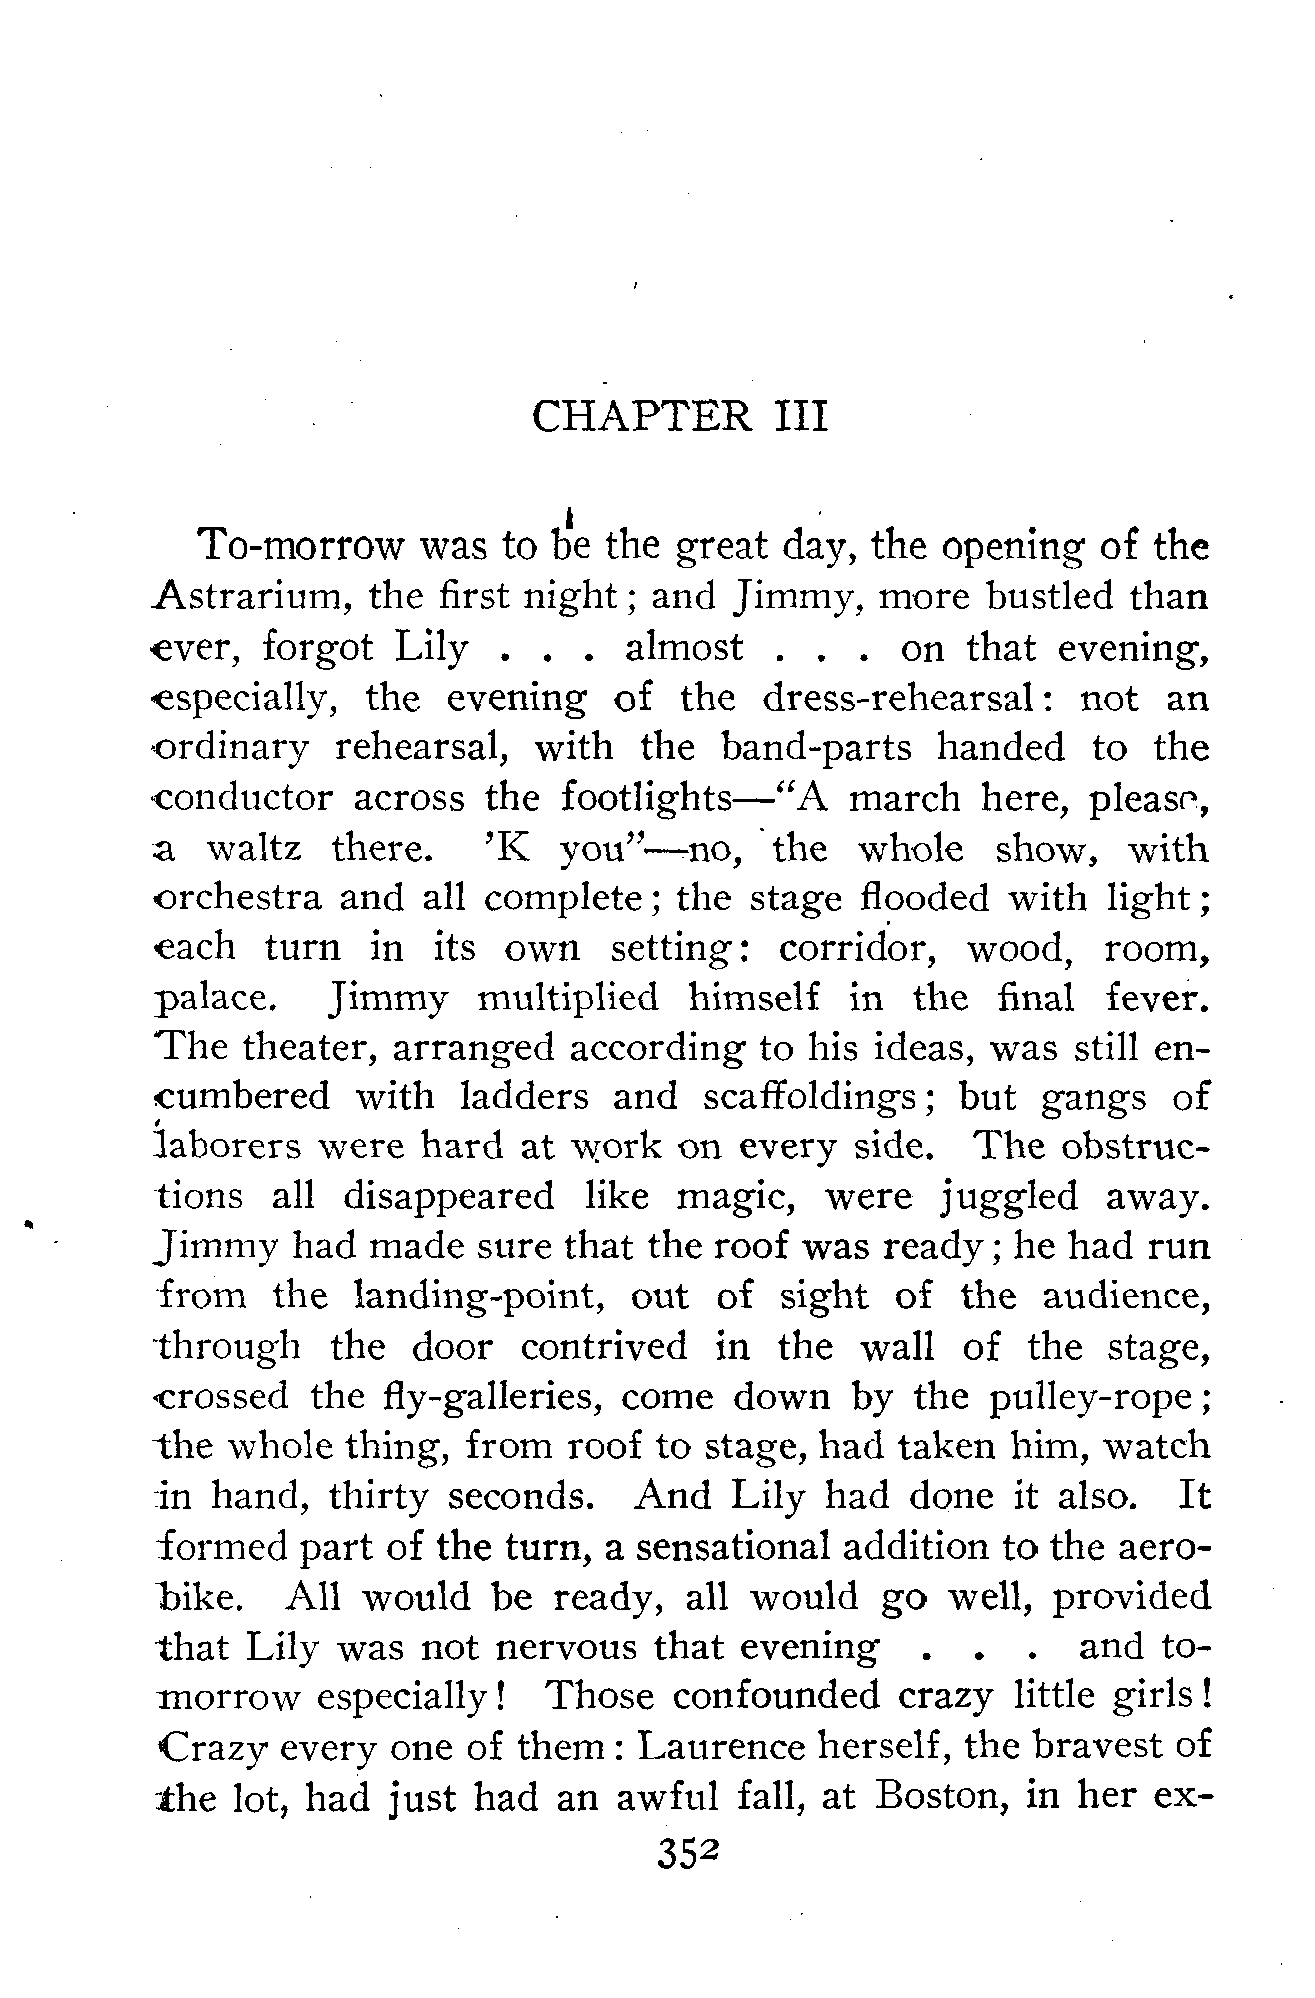 CHAPTER III
To-morrow was to be the great day, the opening of the
Astrarium, the first night; and Jimmy, more bustled than
ever, forgot Lily . . . almost . . . on that evening,
especially, the evening of the dress-rehearsal: not an
ordinary rehearsal, with the band-parts handed to the
conductor across the footlights—"A march here, please,
a waltz there. 'K you"—no, the whole show, with
orchestra and all complete; the stage flooded with light;
each turn in its own setting: corridor, wood, room,
palace. Jimmy multiplied himself in the final fever.
The theater, arranged according to his ideas, was still en-
cumbered with ladders and scaffoldings; but gangs of
laborers were hard at work on every side. The obstruc-
tions all disappeared like magic, were juggled away.
Jimmy had made sure that the roof was ready; he had run
from the landing-point, out of sight of the audience,
through the door contrived in the wall of the stage,
crossed the fly-galleries, come down by the pulley-rope;
the whole thing, from roof to stage, had taken him, watch
in hand, thirty seconds. And Lily had done it also. It
formed part of the turn, a sensational addition to the aero-
bike. All would be ready, all would go well, provided
that Lily was not nervous that evening . . . and to-
morrow especially! Those confounded crazy little girls!
Crazy every one of them: Laurence herself, the bravest of
the lot, had just had an awful fall, at Boston, in her ex-
352